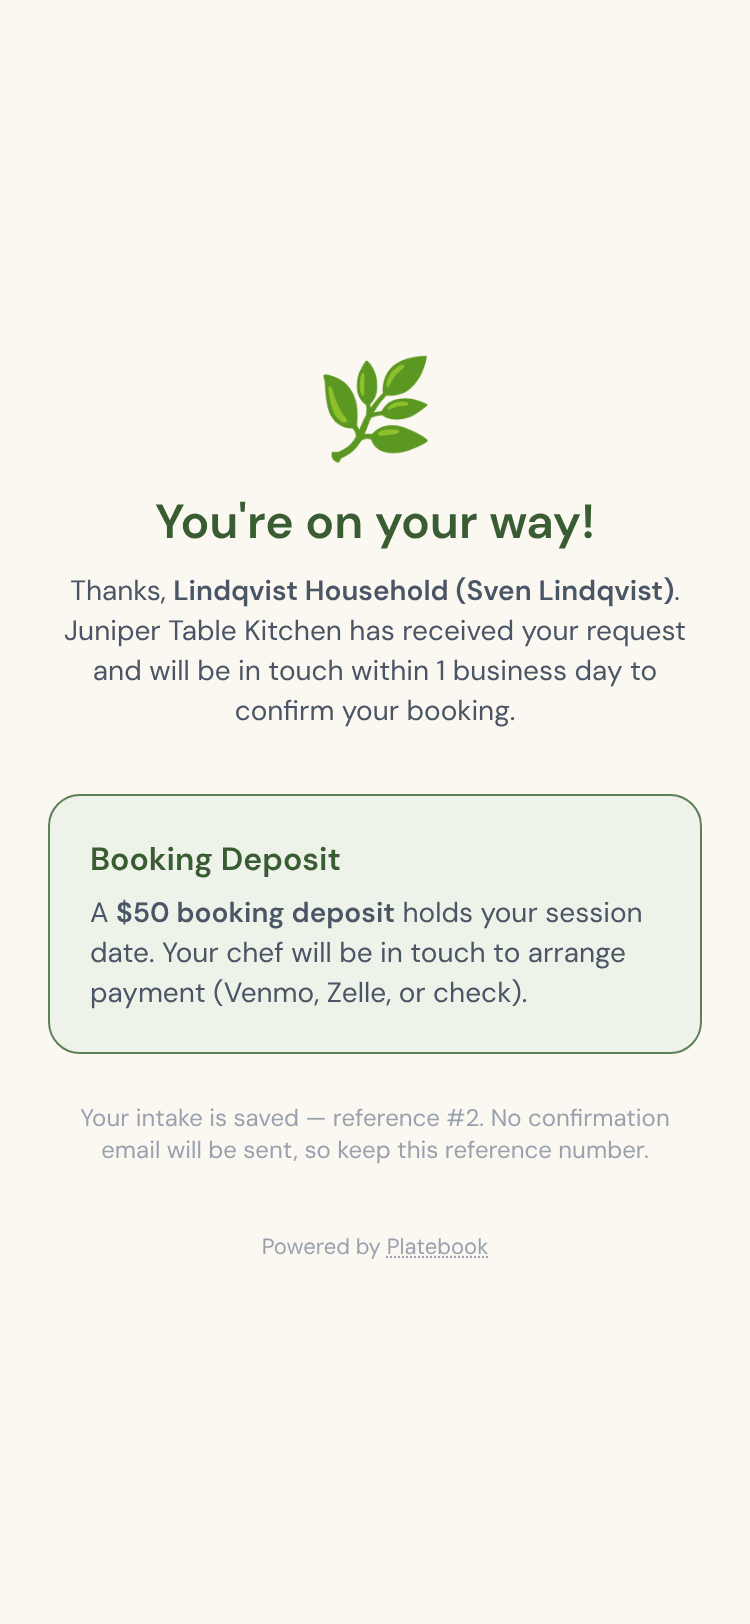 You're on your way!
Thanks, Lindqvist Household (Sven Lindqvist).
Juniper Table Kitchen has received your request
and will be in touch within 1 business day to
confirm your booking.
Booking Deposit
A $50 booking deposit holds your session
date. Your chef will be in touch to arrange
payment (Venmo, Zelle, or check).
Your intake is saved — reference #2. No confirmation
email will be sent, so keep this reference number.
Powered by Platebook